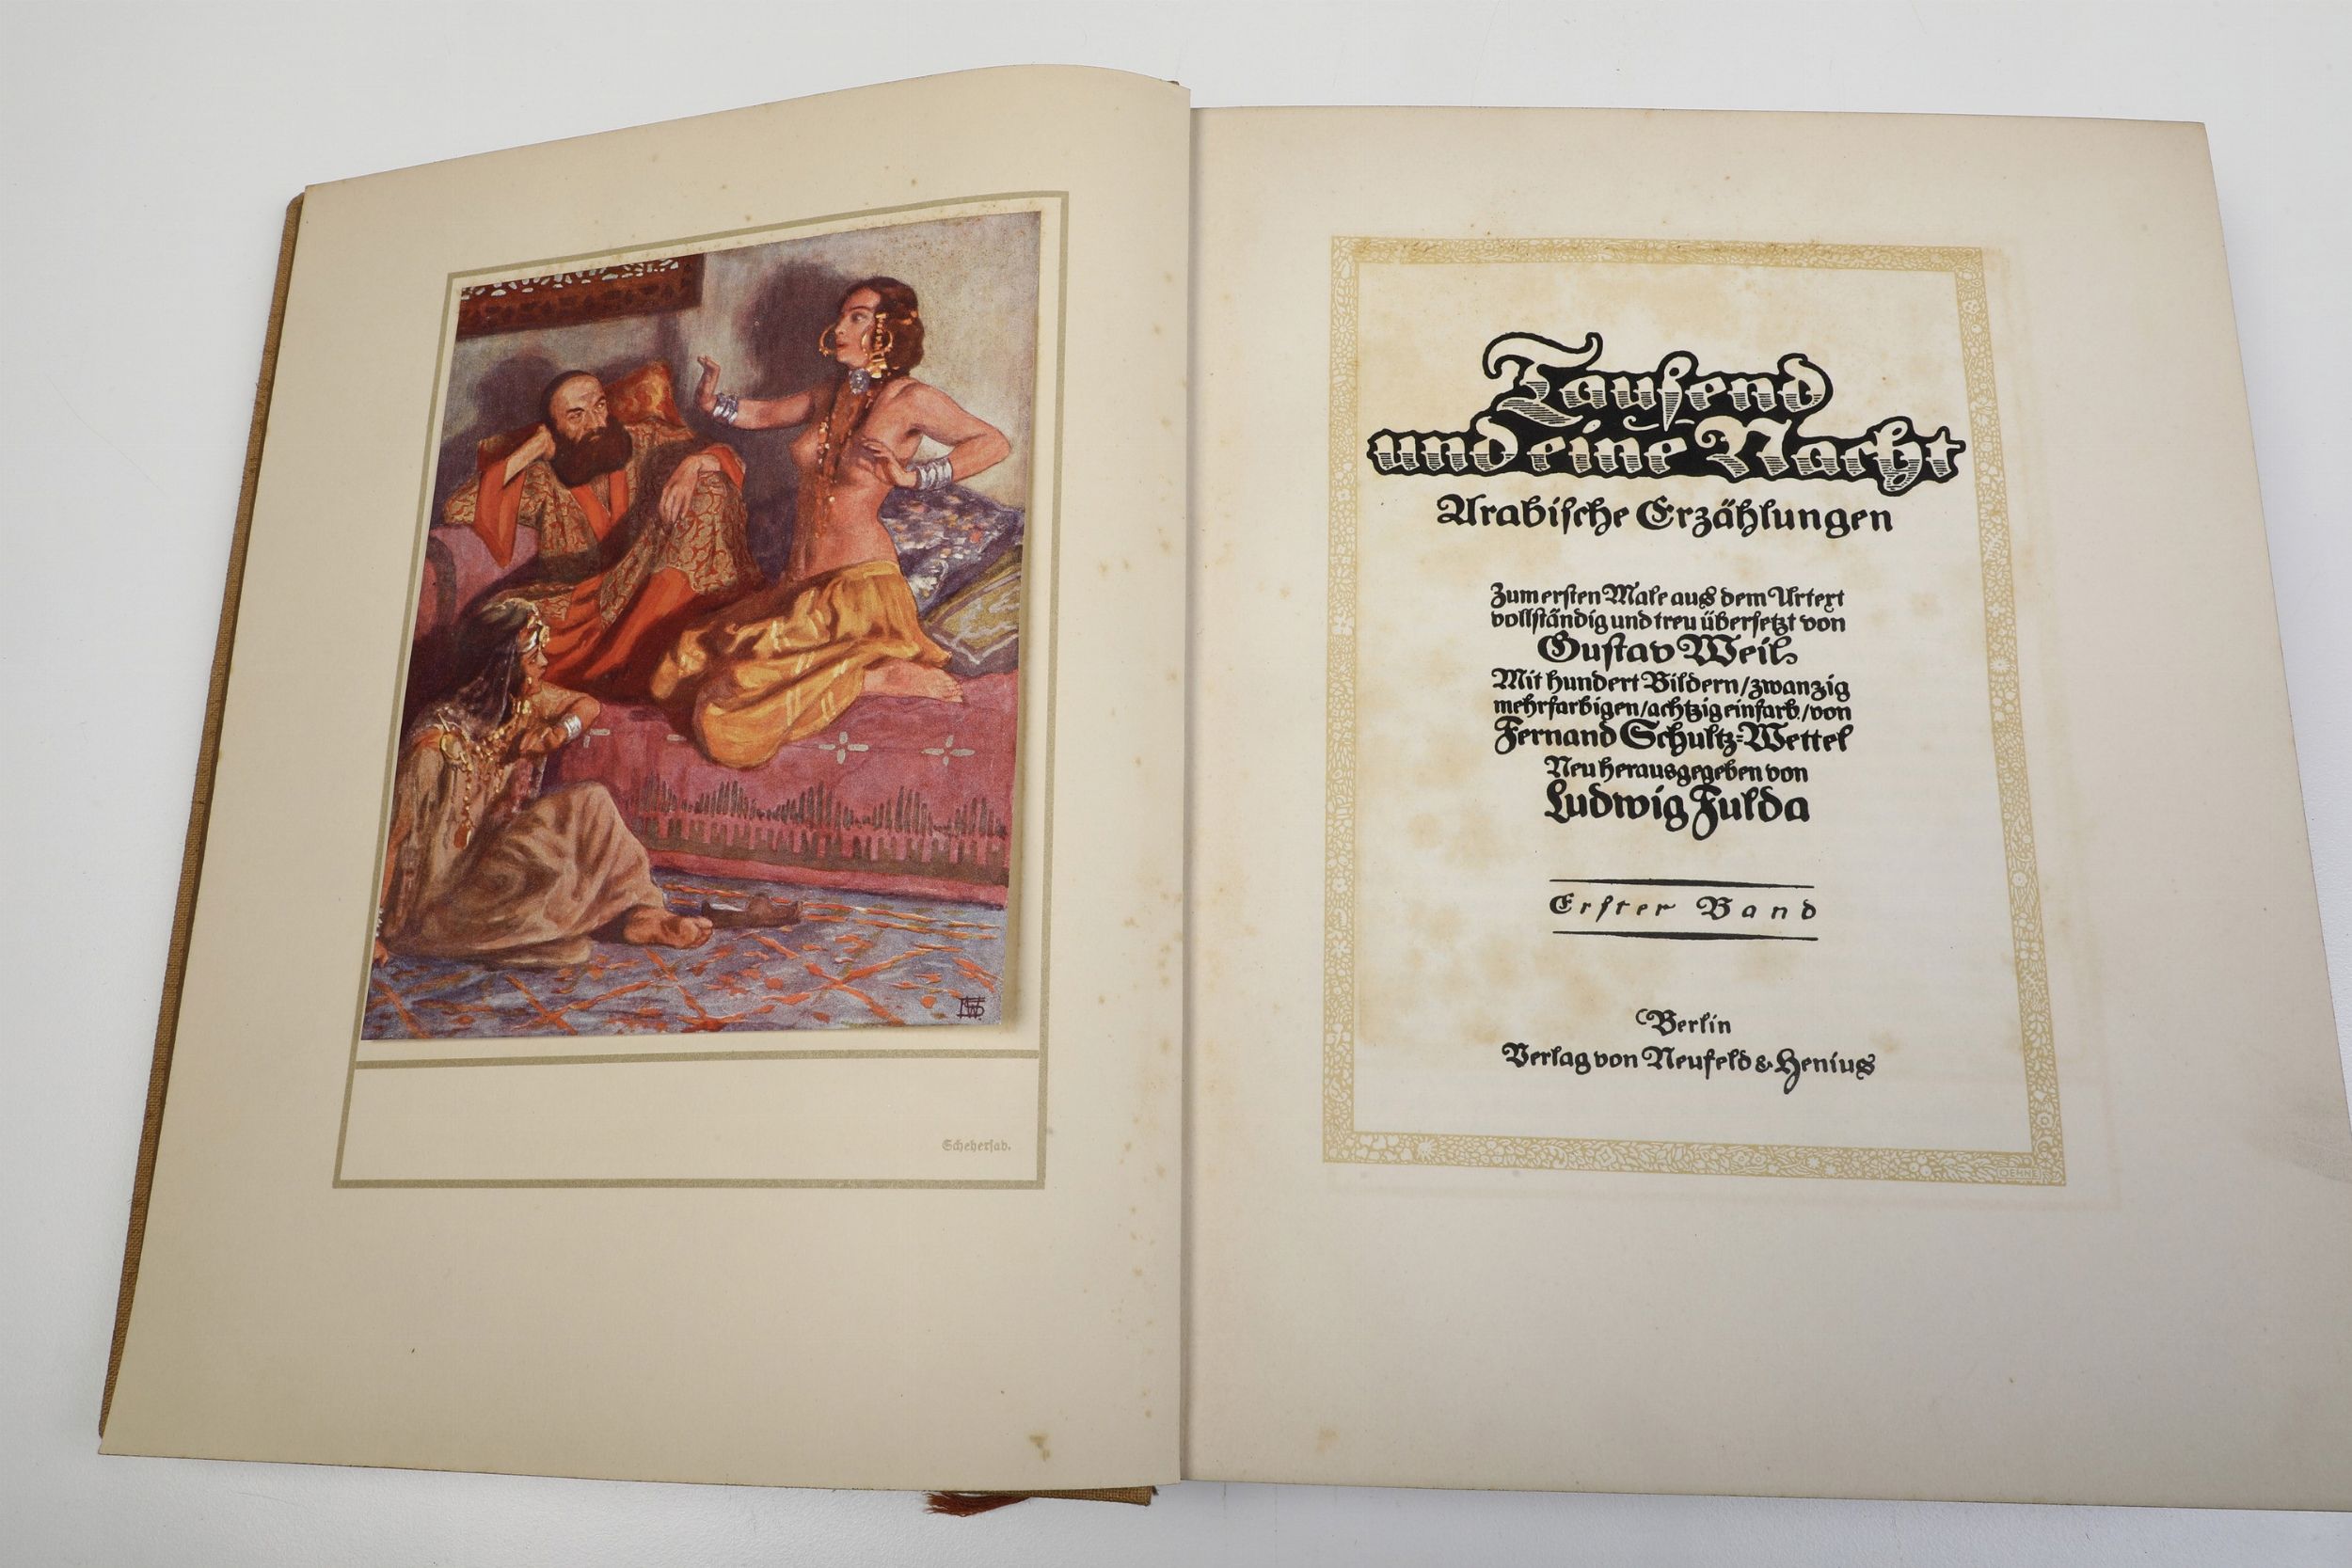 Schehersad.
Tausend
und eine Nacht
Arabische Erzählungen
Zum ersten Male aus dem Urtext
vollständig und treu übersetzt von
Gustav Weil
Mit hundert Bildern/zwanzig
mehrfarbigen/achtzig einfarb./von
Fernand Schultz=Wettel
Neu herausgegeben von
Ludwig Fulda
Erster Band
Berlin
Verlag von Neufeld & Henius